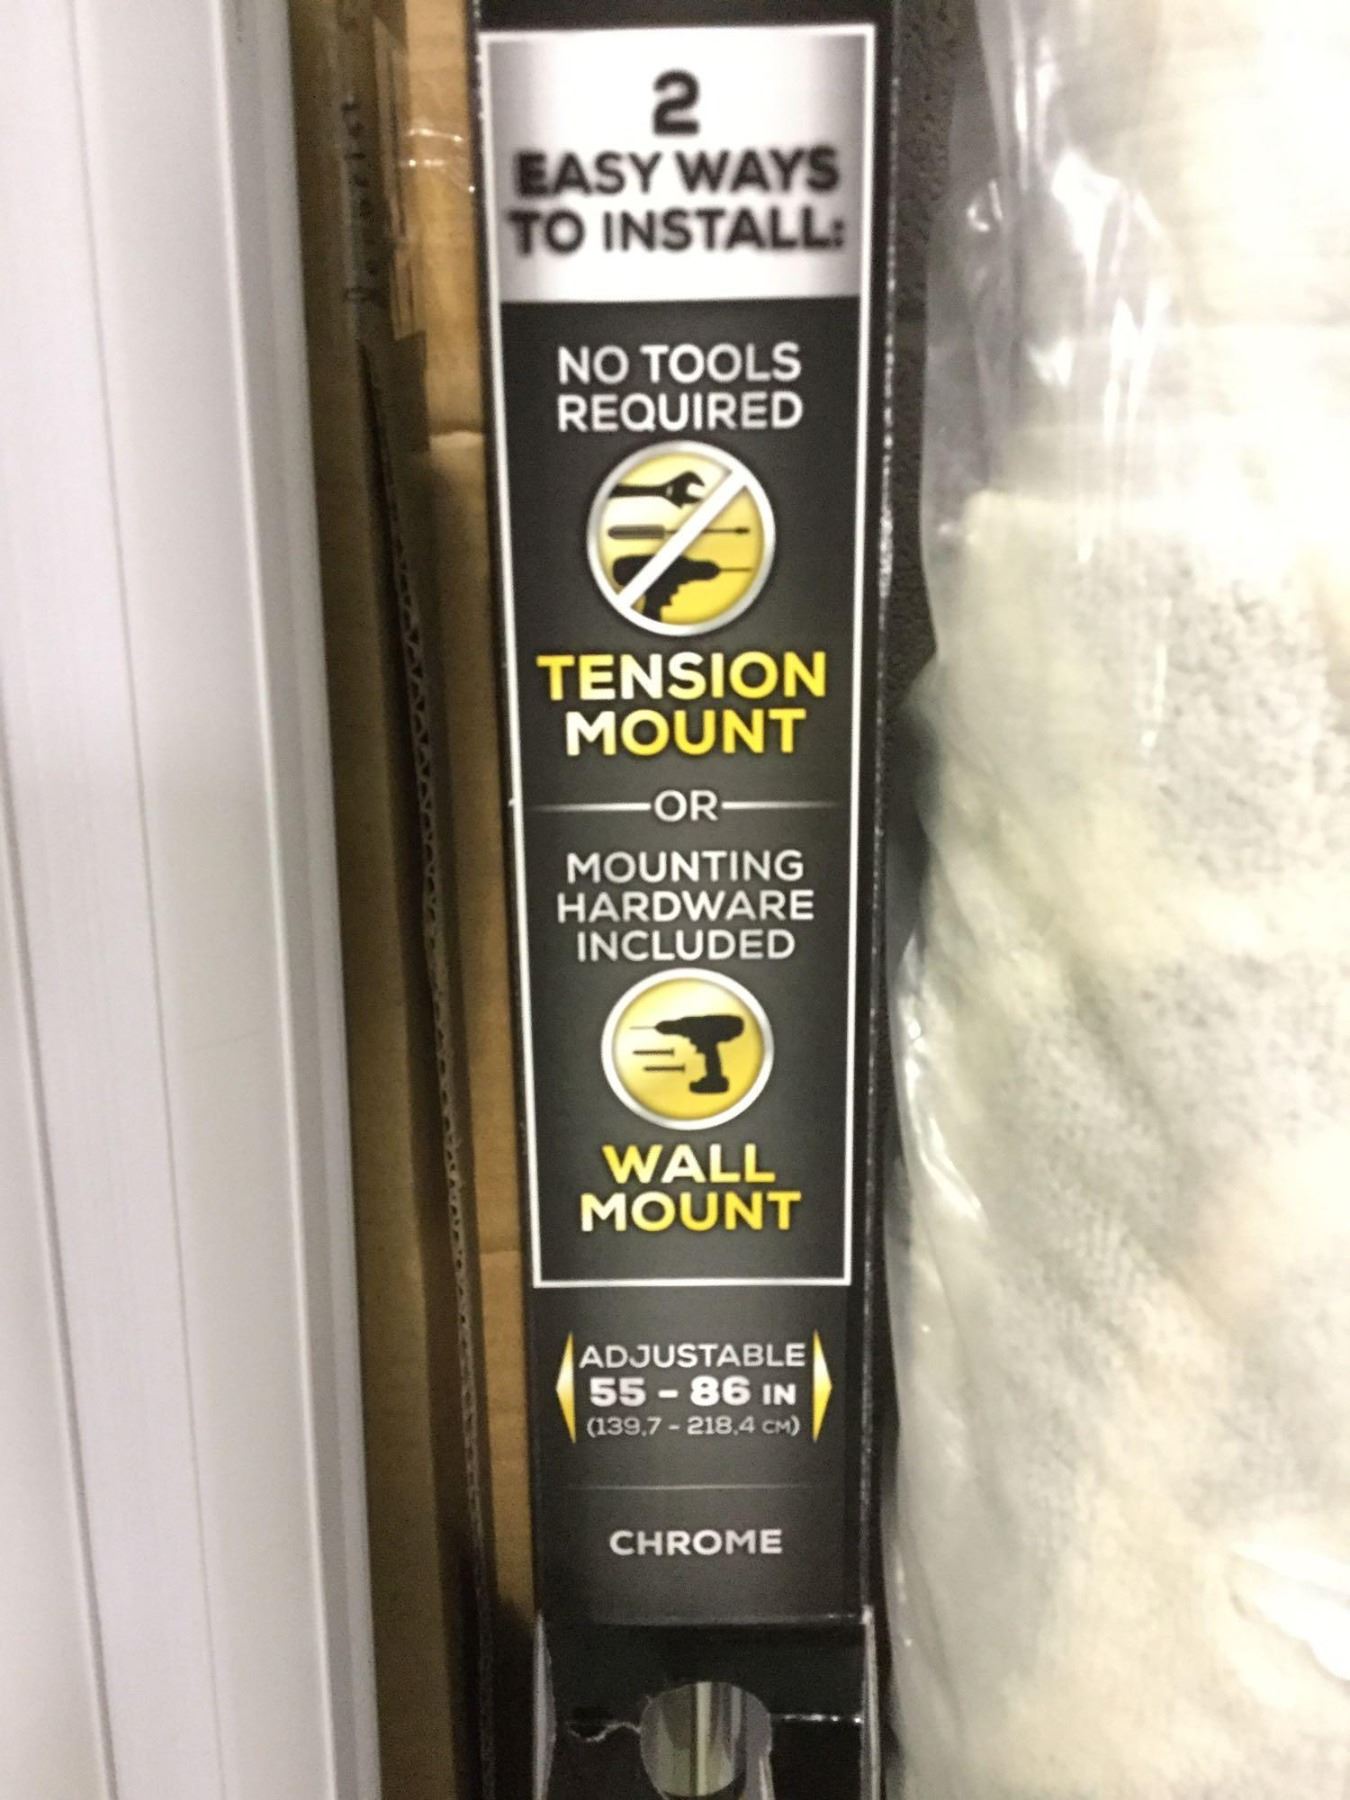 2
EASY WAYS
TO INSTALL:
NO TOOLS
REQUIRED
TENSION
MOUNT
OR
MOUNTING
HARDWARE
INCLUDED
WALL
MOUNT
ADJUSTABLE
55 - 86 IN
(139,7 - 218,4 CM)
CHROME